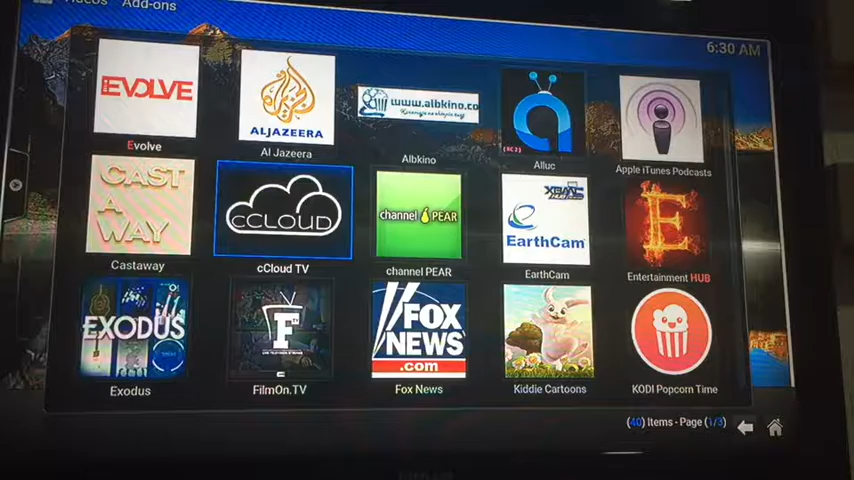 Videos Add-ons
6:30 AM
EVOLVE
ALJAZEERA
www.albkino.co
a
Evolve
Al Jazeera
Albkino
Alluc
Apple iTunes Podcasts
CAST
A
WAY
CCLOUD
channel PEAR
XBMC
EarthCam
E
Castaway
cCloud TV
channel PEAR
EarthCam
Entertainment HUB
EXODUS
F
FOX
NEWS
.com
Exodus
FilmOn.TV
Fox News
Kiddie Cartoons
KODI Popcorn Time
(40) Items - Page (1/3)